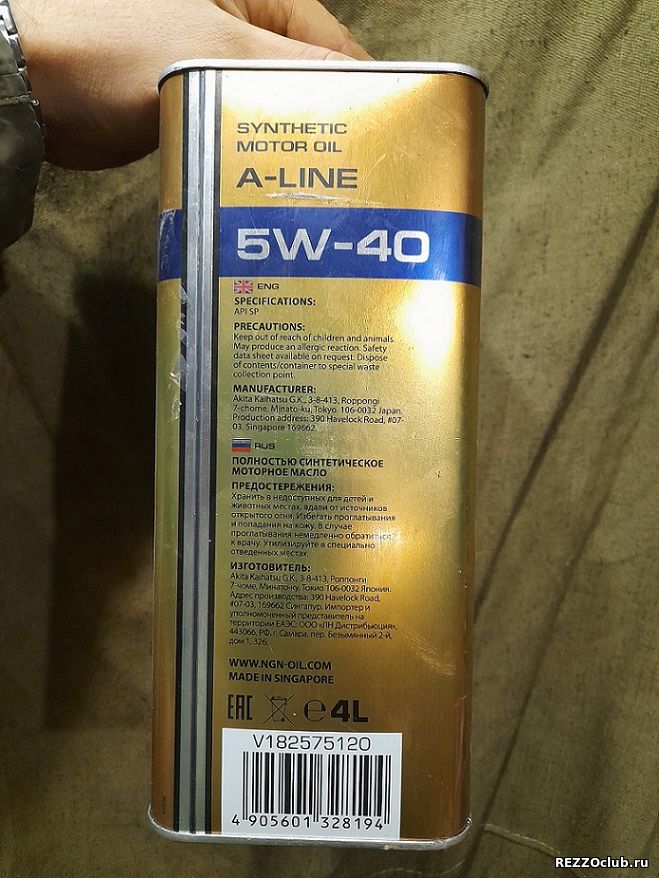 SYNTHETIC
MOTOR OIL
A-LINE
5W-40
ENG
SPECIFICATIONS:
API SP
PRECAUTIONS:
Keep out of reach of children and animals.
May produce an allergic reaction. Safety
data sheet available on request. Dispose
of contents/container to special waste
collection point.
MANUFACTURER:
Akita Kaihatsu G.K., 3-8-413, Roppongi
7-chome, Minato-ku, Tokyo 106-0032 Japan.
Production address: 390 Havelock Road, #07-
03, Singapore 169662.
RUS
ПОЛНОСТЬЮ СИНТЕТИЧЕСКОЕ
МОТОРНОЕ МАСЛО
ПРЕДОСТЕРЕЖЕНИЯ:
Хранить в недоступных для детей и
животных местах, вдали от источников
открытого огня. Избегать проглатывания
и попадания на кожу. В случае
проглатывания немедленно обратиться
к врачу. Утилизируйте в специально
отведенных местах.
ИЗГОТОВИТЕЛЬ:
Akita Kaihatsu G.K., 3-8-413, Роппонги
7-чоме, Минато-ку, Токио 106-0032 Япония.
Адрес производства: 390 Havelock Road,
#07-03, 169662 Сингапур. Импортер и
уполномоченный представитель на
территории ЕАЭС: ООО «ЛН Дистрибьюция»,
443066, РФ, г. Самара, пер. Безымянный 2-й,
дом 1, 326.
WWW.NGN-OIL.COM
MADE IN SINGAPORE
EAC ℮ 4L
V182575120
4 905601 328194
REZZOclub.ru